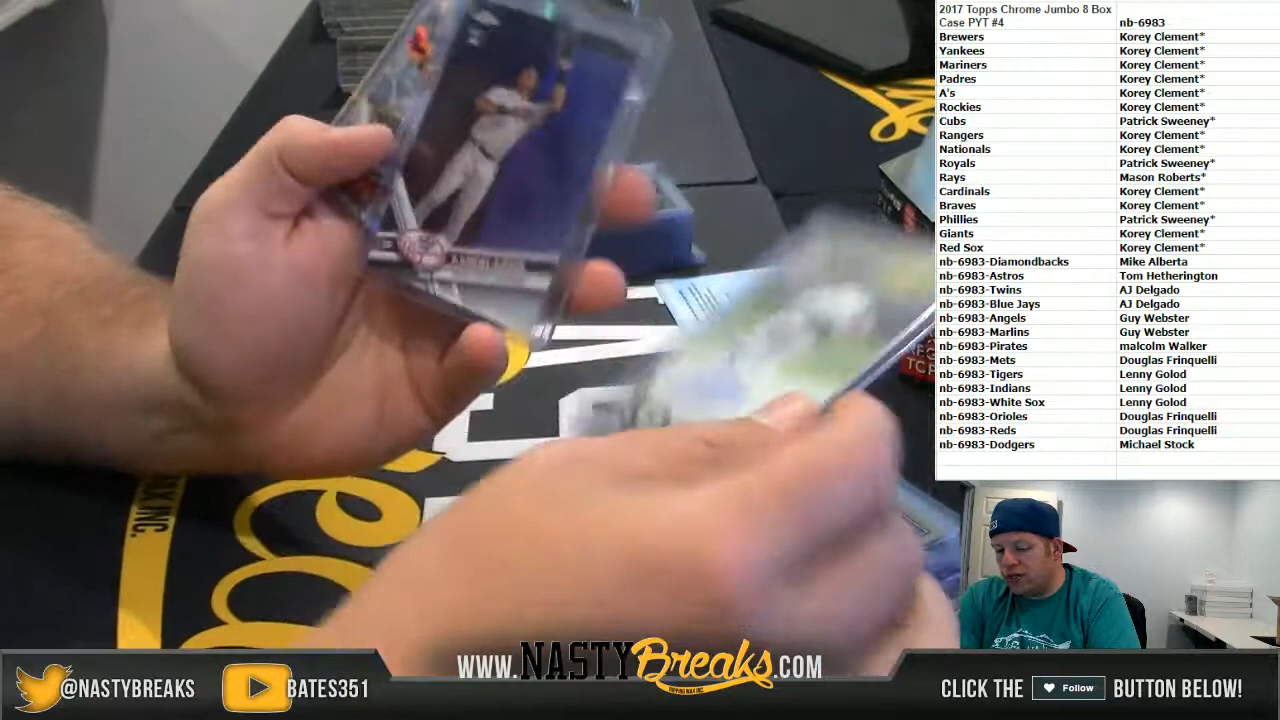 2017 Topps Chrome Jumbo 8 Box
Case PYT #4 nb-6983
Brewers Korey Clement*
Yankees Korey Clement*
Mariners Korey Clement*
Padres Korey Clement*
A's Korey Clement*
Rockies Korey Clement*
Cubs Patrick Sweeney*
Rangers Korey Clement*
Nationals Korey Clement*
Royals Patrick Sweeney*
Rays Mason Roberts*
Cardinals Korey Clement*
Braves Korey Clement*
Phillies Patrick Sweeney*
Giants Korey Clement*
Red Sox Korey Clement*
nb-6983-Diamondbacks Mike Alberta
nb-6983-Astros Tom Hetherington
nb-6983-Twins AJ Delgado
nb-6983-Blue Jays AJ Delgado
nb-6983-Angels Guy Webster
nb-6983-Marlins Guy Webster
nb-6983-Pirates malcolm Walker
nb-6983-Mets Douglas Frinquelli
nb-6983-Tigers Lenny Golod
nb-6983-Indians Lenny Golod
nb-6983-White Sox Lenny Golod
nb-6983-Orioles Douglas Frinquelli
nb-6983-Reds Douglas Frinquelli
nb-6983-Dodgers Michael Stock
AX INC.
@NASTYBREAKS
BATES351
WWW.NASTYBreaks.COM
RIPPING WAX INC.
CLICK THE Follow BUTTON BELOW!